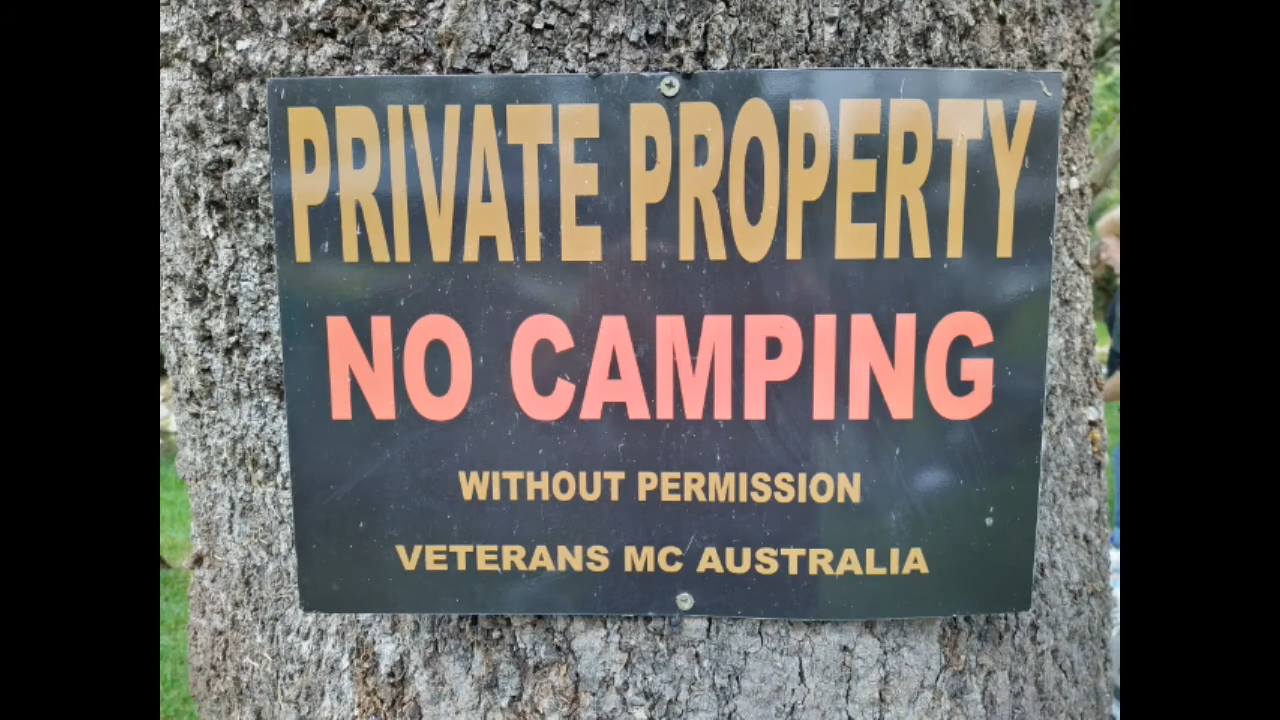 PRIVATE PROPERTY
NO CAMPING
WITHOUT PERMISSION
VETERANS MC AUSTRALIA